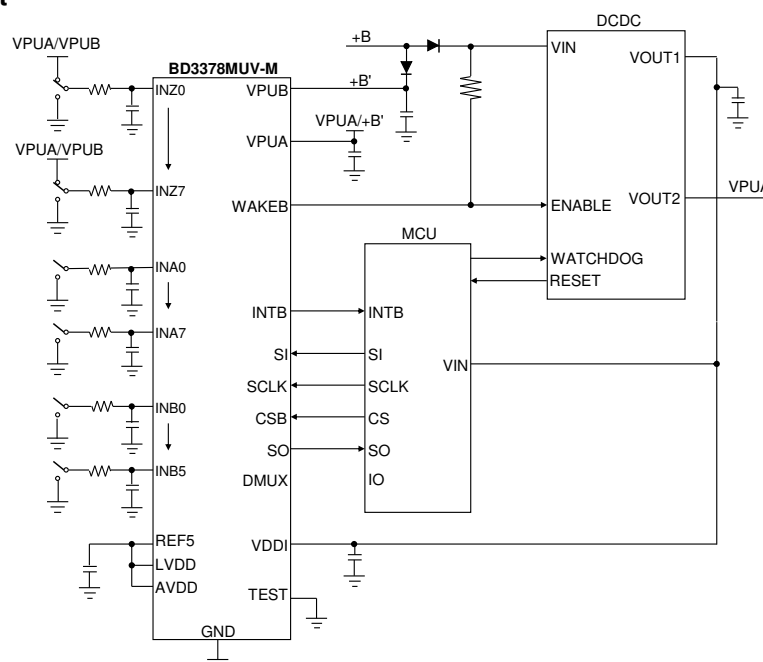 DCDC
VPUA/VPUB
+B
VIN
VOUT1
BD3378MUV-M
INZ0
VPUB
+B'
VPUA/+B'
VPUA
VPUA/VPUB
INZ7
WAKEB
ENABLE
VOUT2
VPUA
MCU
WATCHDOG
RESET
INA0
INTB
INTB
INA7
SI
SI
VIN
SCLK
SCLK
INB0
CSB
CS
SO
SO
INB5
DMUX
IO
REF5
VDDI
LVDD
AVDD
TEST
GND